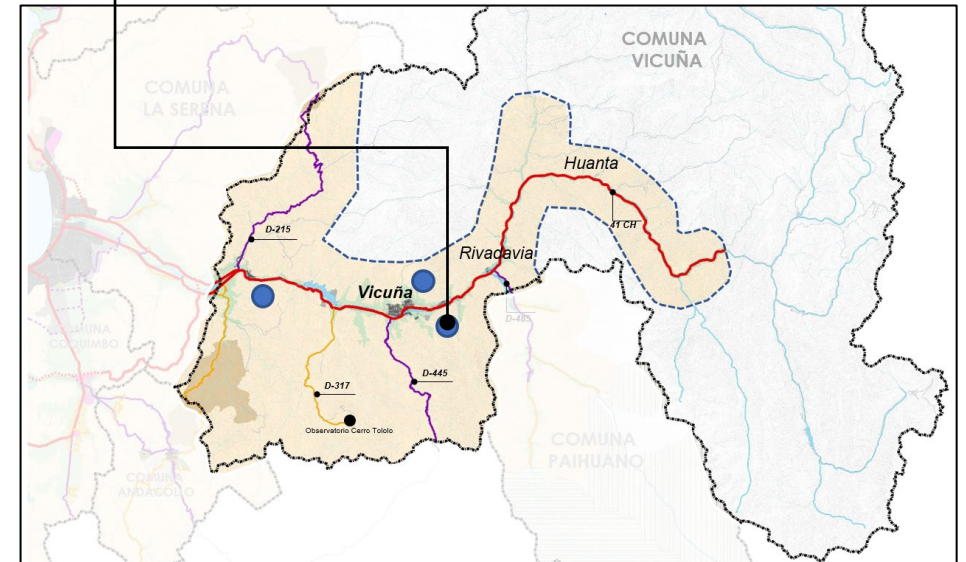 COMUNA
VICUÑA
COMUNA
LA SERENA
Huanta
41 CH
D-215
Rivadavia
Vicuña
D-485
COMUNA
COQUIMBO
D-445
D-317
Observatorio Cerro Tololo
COMUNA
PAIHUANO
COMUNA
ANDACOLLO